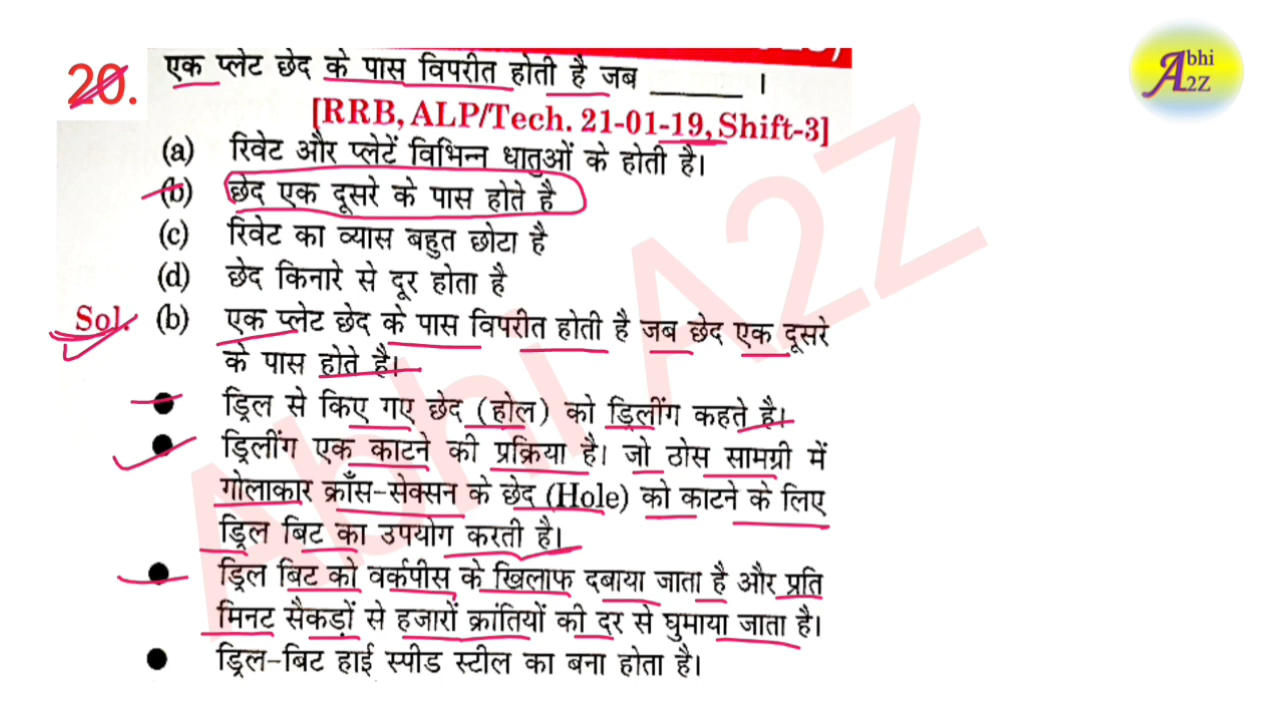 20.
एक प्लेट छेद के पास विपरीत होती है जब ______ ।
[RRB, ALP/Tech. 21-01-19, Shift-3]
(a) रिवेट और प्लेटें विभिन्न धातुओं के होती है।
(b) छेद एक दूसरे के पास होते है
(c) रिवेट का व्यास बहुत छोटा है
(d) छेद किनारे से दूर होता है
Sol. (b) एक प्लेट छेद के पास विपरीत होती है जब छेद एक दूसरे
के पास होते है।
● ड्रिल से किए गए छेद (होल) को ड्रिलींग कहते है।
● ड्रिलींग एक काटने की प्रक्रिया है। जो ठोस सामग्री में
गोलाकार क्रॉंस-सेक्सन के छेद (Hole) को काटने के लिए
ड्रिल बिट का उपयोग करती है।
● ड्रिल बिट को वर्कपीस के खिलाफ दबाया जाता है और प्रति
मिनट सैकड़ों से हजारों क्रांतियों की दर से घुमाया जाता है।
● ड्रिल-बिट हाई स्पीड स्टील का बना होता है।
Abhi A2Z
Abhi
A2Z